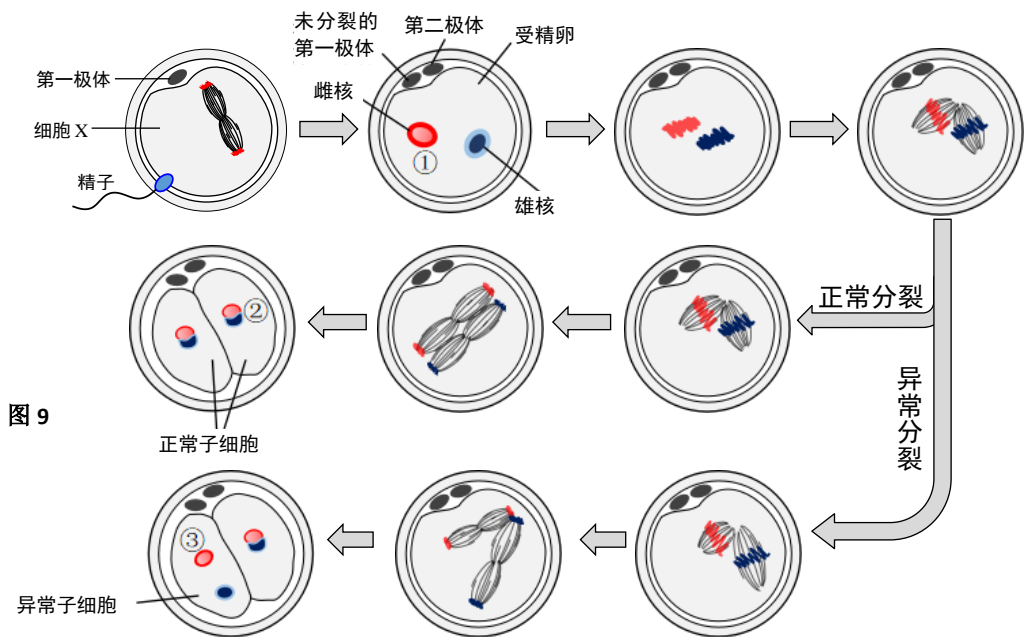 第一极体
细胞 X
精子
未分裂的
第一极体
第二极体
受精卵
雌核
①
雄核
正常分裂
②
正常子细胞
图 9
异常分裂
③
异常子细胞